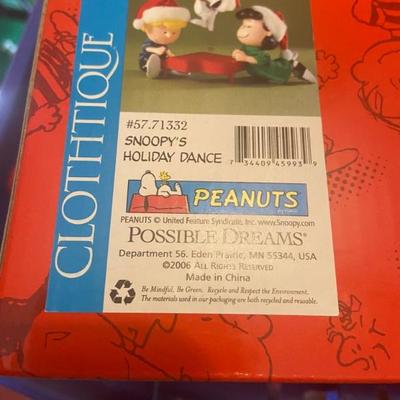 CLOTHTIQUE
#57.71332
SNOOPY'S
HOLIDAY DANCE
7 34409 45993 9
PEANUTS
PEANUTS © United Feature Syndicate, Inc. www.Snoopy.com
POSSIBLE DREAMS®
Department 56. Eden Prairie, MN 55344, USA
©2006 ALL RIGHTS RESERVED
Made in China
Be Mindful, Be Green. Recycle and Respect the Environment.
The materials used in our packaging are both recycled and reusable.